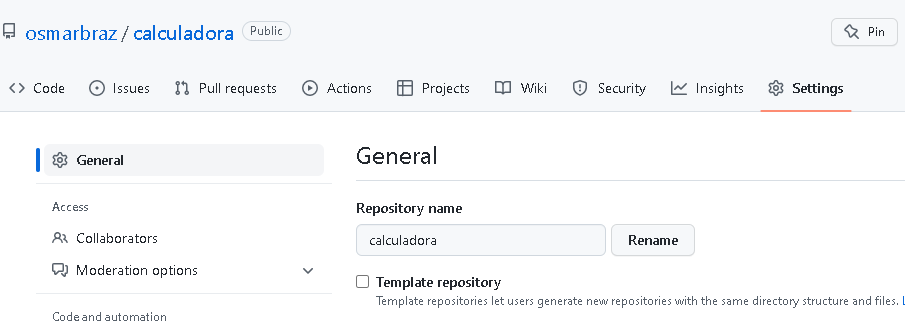 osmarbraz / calculadora Public Pin
Code Issues Pull requests Actions Projects Wiki Security Insights Settings
General
Access
Collaborators
Moderation options
Code and automation
General
Repository name
calculadora Rename
Template repository
Template repositories let users generate new repositories with the same directory structure and files.